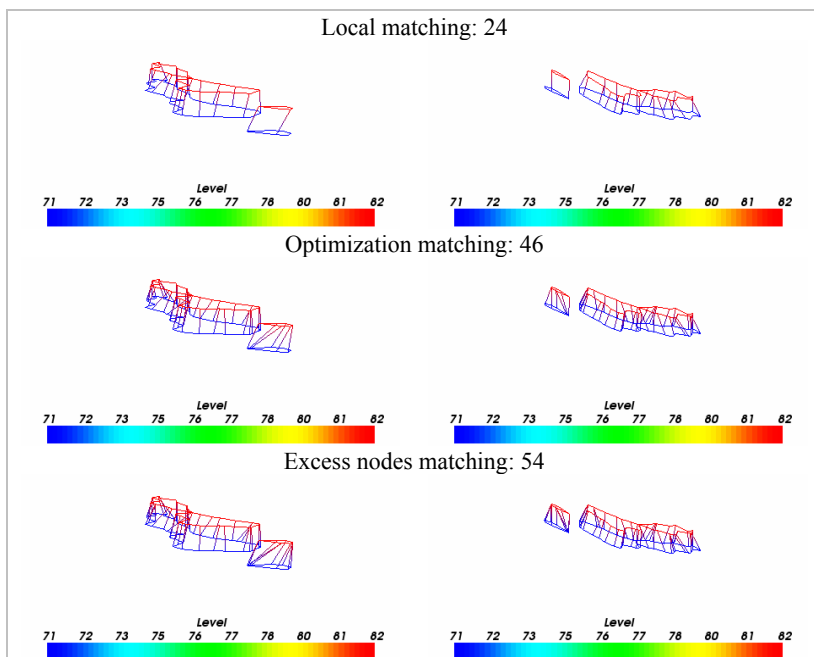 Local matching: 24
Level Level
71 72 73 75 76 77 78 80 81 82 71 72 73 75 76 77 78 80 81 82
Optimization matching: 46
Level Level
71 72 73 75 76 77 78 80 81 82 71 72 73 75 76 77 78 80 81 82
Excess nodes matching: 54
Level Level
71 72 73 75 76 77 78 80 81 82 71 72 73 75 76 77 78 80 81 82